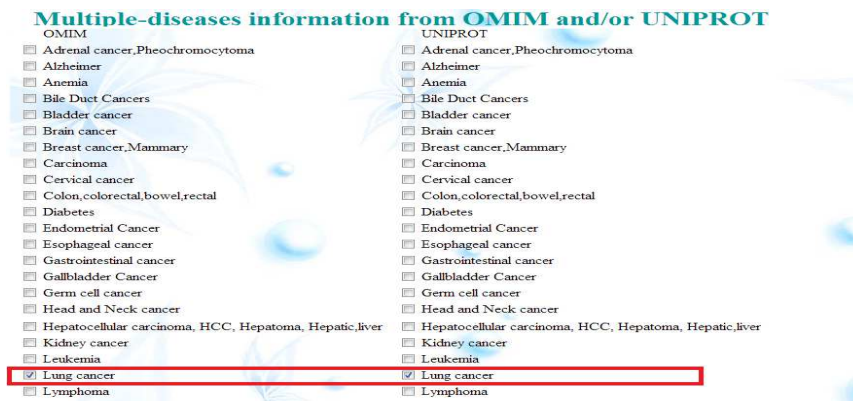 Multiple-diseases information from OMIM and/or UNIPROT
OMIM UNIPROT
Adrenal cancer,Pheochromocytoma Adrenal cancer,Pheochromocytoma
Alzheimer Alzheimer
Anemia Anemia
Bile Duct Cancers Bile Duct Cancers
Bladder cancer Bladder cancer
Brain cancer Brain cancer
Breast cancer,Mammary Breast cancer,Mammary
Carcinoma Carcinoma
Cervical cancer Cervical cancer
Colon,colorectal,bowel,rectal Colon,colorectal,bowel,rectal
Diabetes Diabetes
Endometrial Cancer Endometrial Cancer
Esophageal cancer Esophageal cancer
Gastrointestinal cancer Gastrointestinal cancer
Gallbladder Cancer Gallbladder Cancer
Germ cell cancer Germ cell cancer
Head and Neck cancer Head and Neck cancer
Hepatocellular carcinoma, HCC, Hepatoma, Hepatic,liver Hepatocellular carcinoma, HCC, Hepatoma, Hepatic,liver
Kidney cancer Kidney cancer
Leukemia Leukemia
Lung cancer Lung cancer
Lymphoma Lymphoma